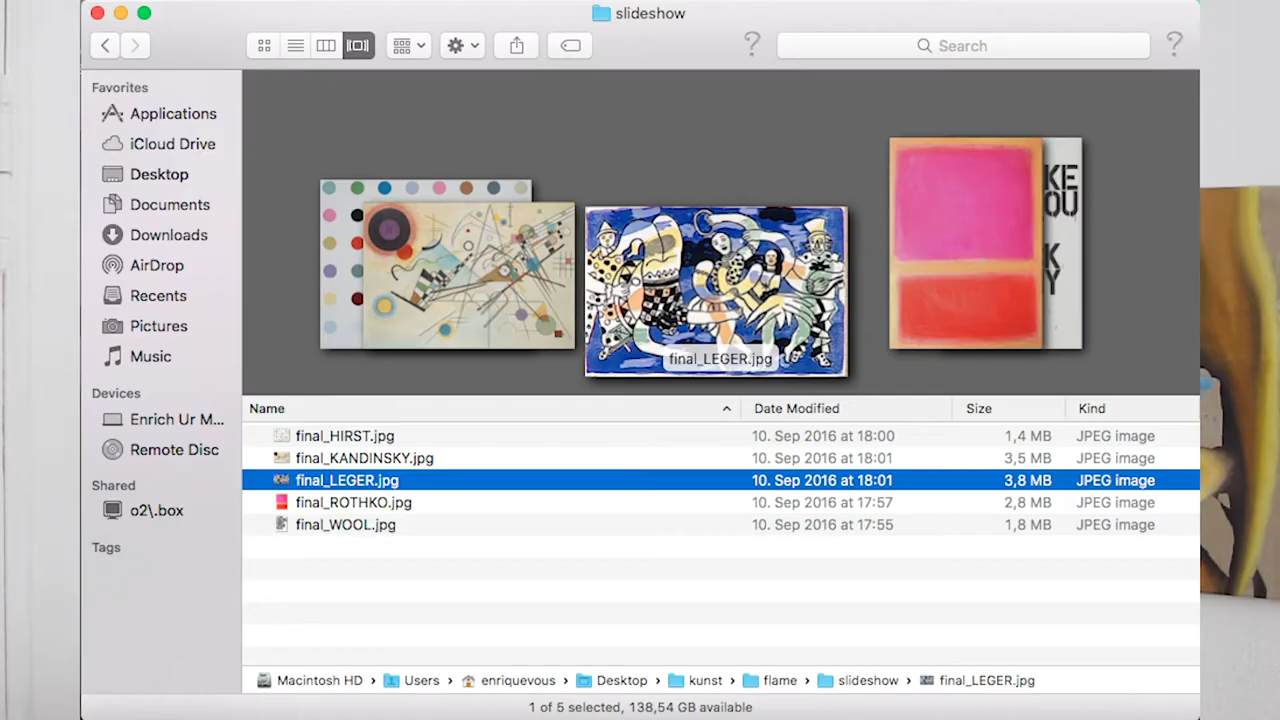 slideshow
?
Search
?
Favorites
Applications
iCloud Drive
Desktop
Documents
Downloads
AirDrop
Recents
Pictures
Music
Devices
Enrich Ur M...
Remote Disc
Shared
o2\.box
Tags
KE
OU
K
Y
final_LEGER.jpg
Name Date Modified Size Kind
final_HIRST.jpg 10. Sep 2016 at 18:00 1,4 MB JPEG image
final_KANDINSKY.jpg 10. Sep 2016 at 18:01 3,5 MB JPEG image
final_LEGER.jpg 10. Sep 2016 at 18:01 3,8 MB JPEG image
final_ROTHKO.jpg 10. Sep 2016 at 17:57 2,8 MB JPEG image
final_WOOL.jpg 10. Sep 2016 at 17:55 1,8 MB JPEG image
Macintosh HD › Users › enriquevous › Desktop › kunst › flame › slideshow › final_LEGER.jpg
1 of 5 selected, 138,54 GB available